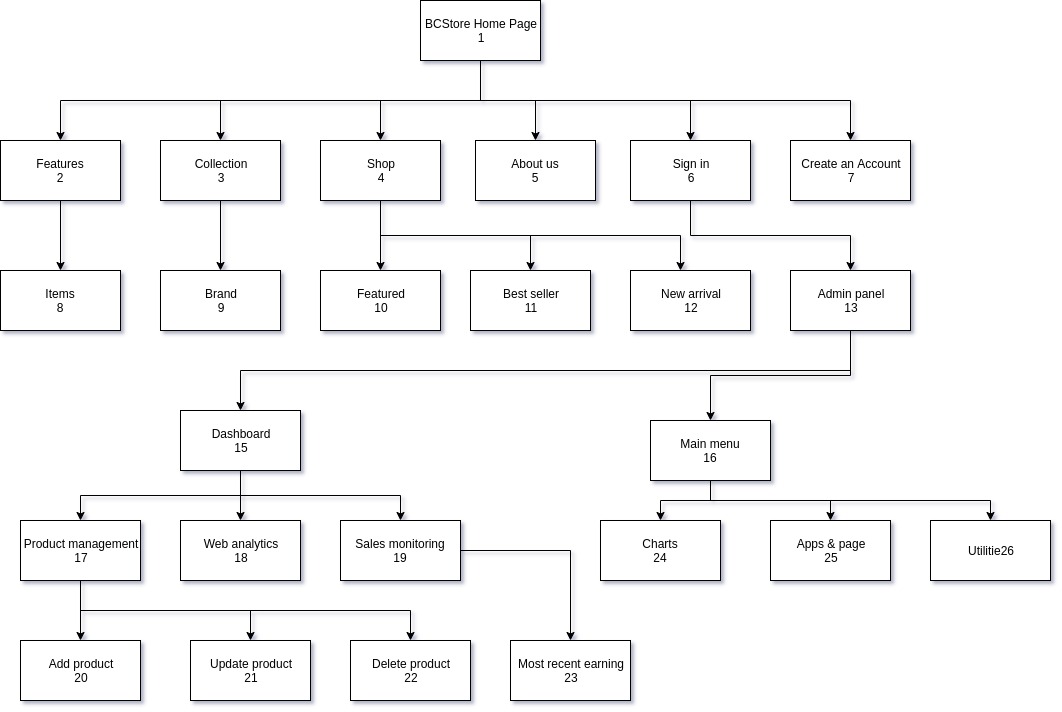 BCStore Home Page
1
Features
2
Collection
3
Shop
4
About us
5
Sign in
6
Create an Account
7
Items
8
Brand
9
Featured
10
Best seller
11
New arrival
12
Admin panel
13
Dashboard
15
Main menu
16
Product management
17
Web analytics
18
Sales monitoring
19
Charts
24
Apps & page
25
Utilitie26
Add product
20
Update product
21
Delete product
22
Most recent earning
23